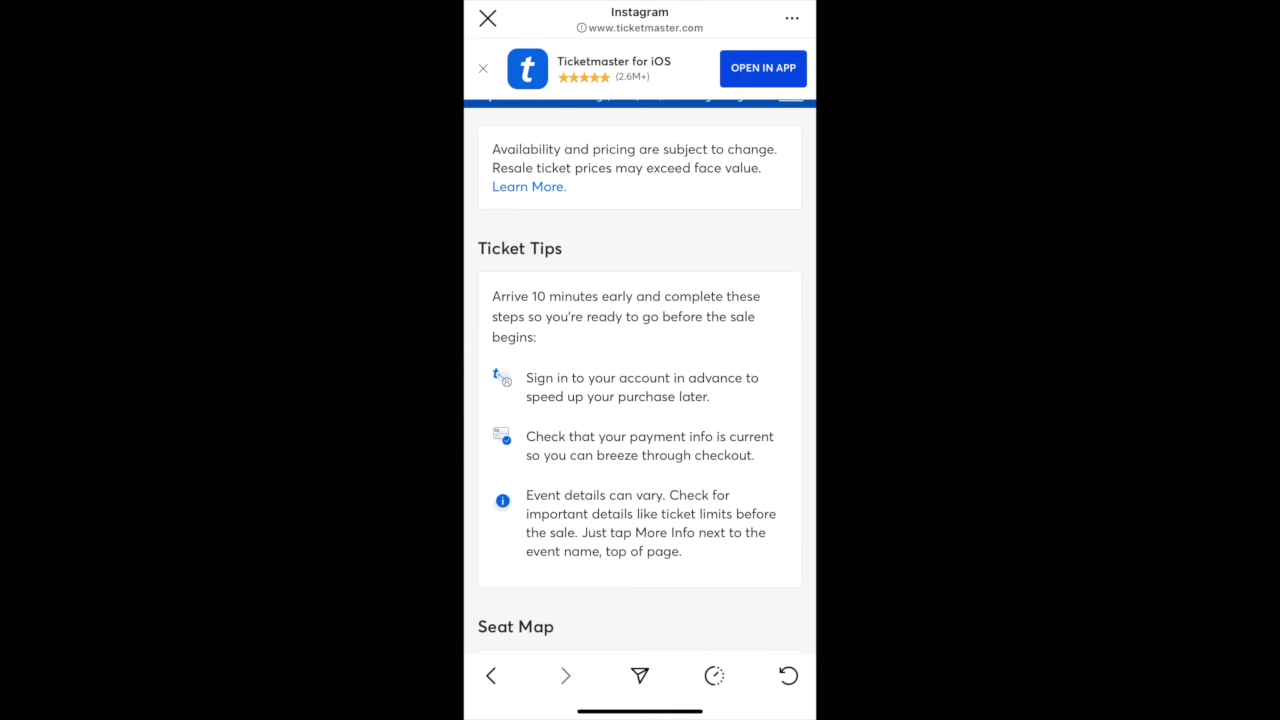 Instagram
www.ticketmaster.com
Ticketmaster for iOS
(2.6M+)
OPEN IN APP
Availability and pricing are subject to change.
Resale ticket prices may exceed face value.
Learn More.
Ticket Tips
Arrive 10 minutes early and complete these
steps so you're ready to go before the sale
begins:
Sign in to your account in advance to
speed up your purchase later.
Check that your payment info is current
so you can breeze through checkout.
Event details can vary. Check for
important details like ticket limits before
the sale. Just tap More Info next to the
event name, top of page.
Seat Map